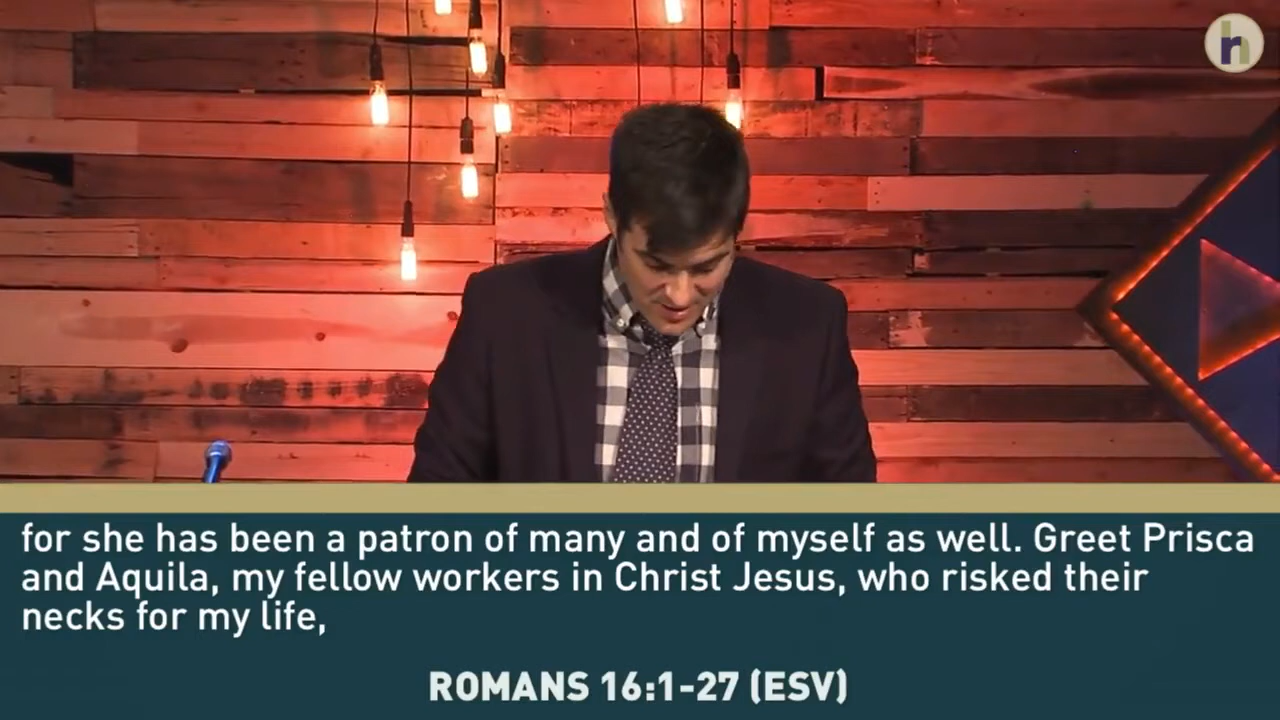 for she has been a patron of many and of myself as well. Greet Prisca
and Aquila, my fellow workers in Christ Jesus, who risked their
necks for my life,
ROMANS 16:1-27 (ESV)